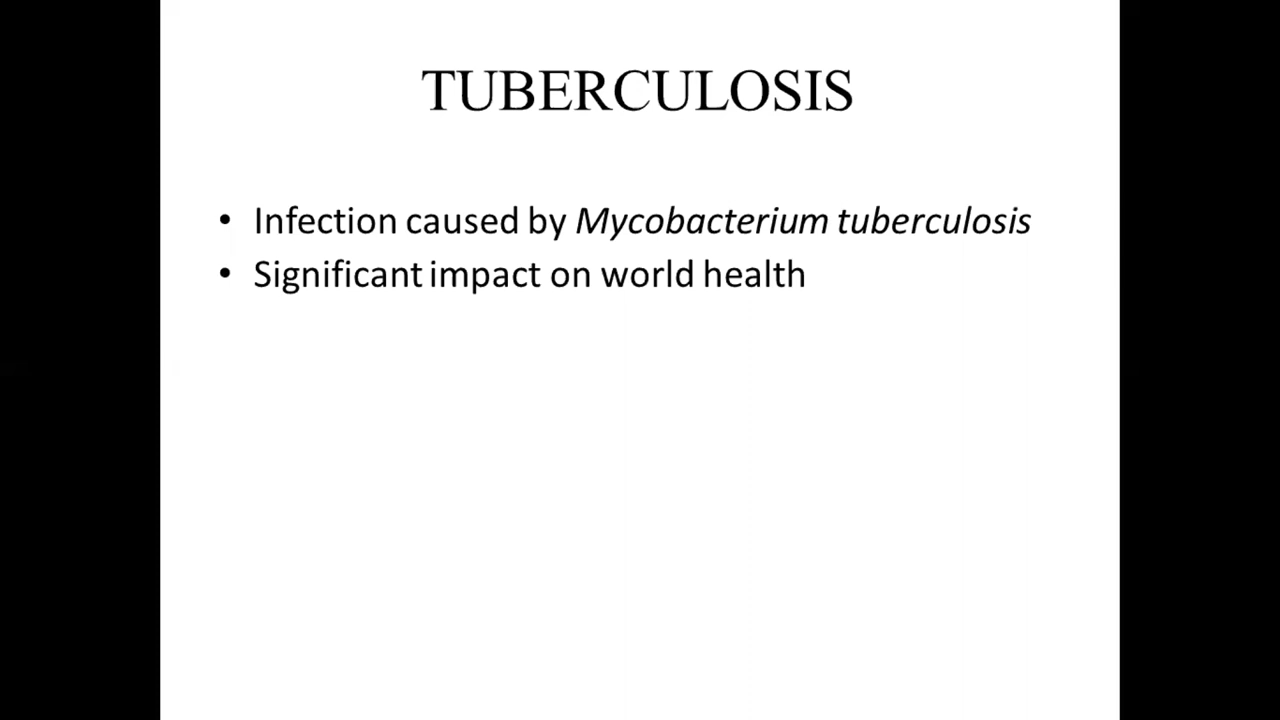 TUBERCULOSIS
• Infection caused by Mycobacterium tuberculosis
• Significant impact on world health